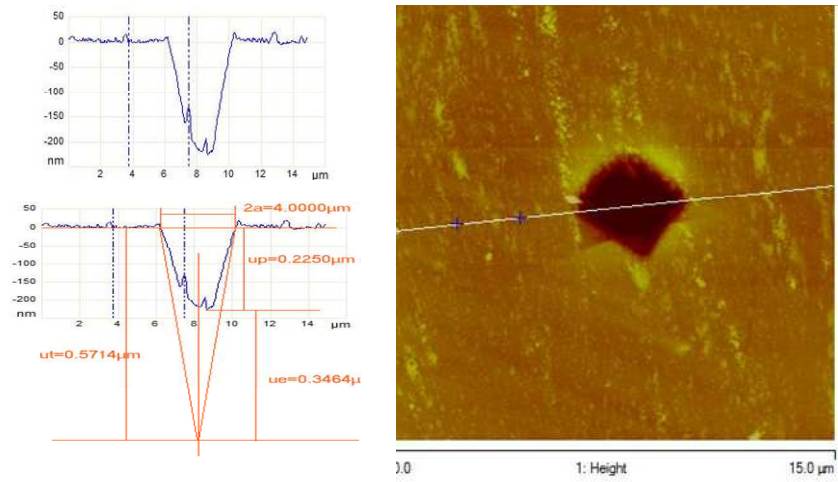 50
0
-50
-100
-150
-200
nm
2 4 6 8 10 12 14 µm
50
2a=4.0000µm
0
-50
up=0.2250µm
-100
-150
-200
nm
2 4 6 8 10 12 14 µm
ut=0.5714µm
ue=0.3464µ
0.0 1: Height 15.0 µm